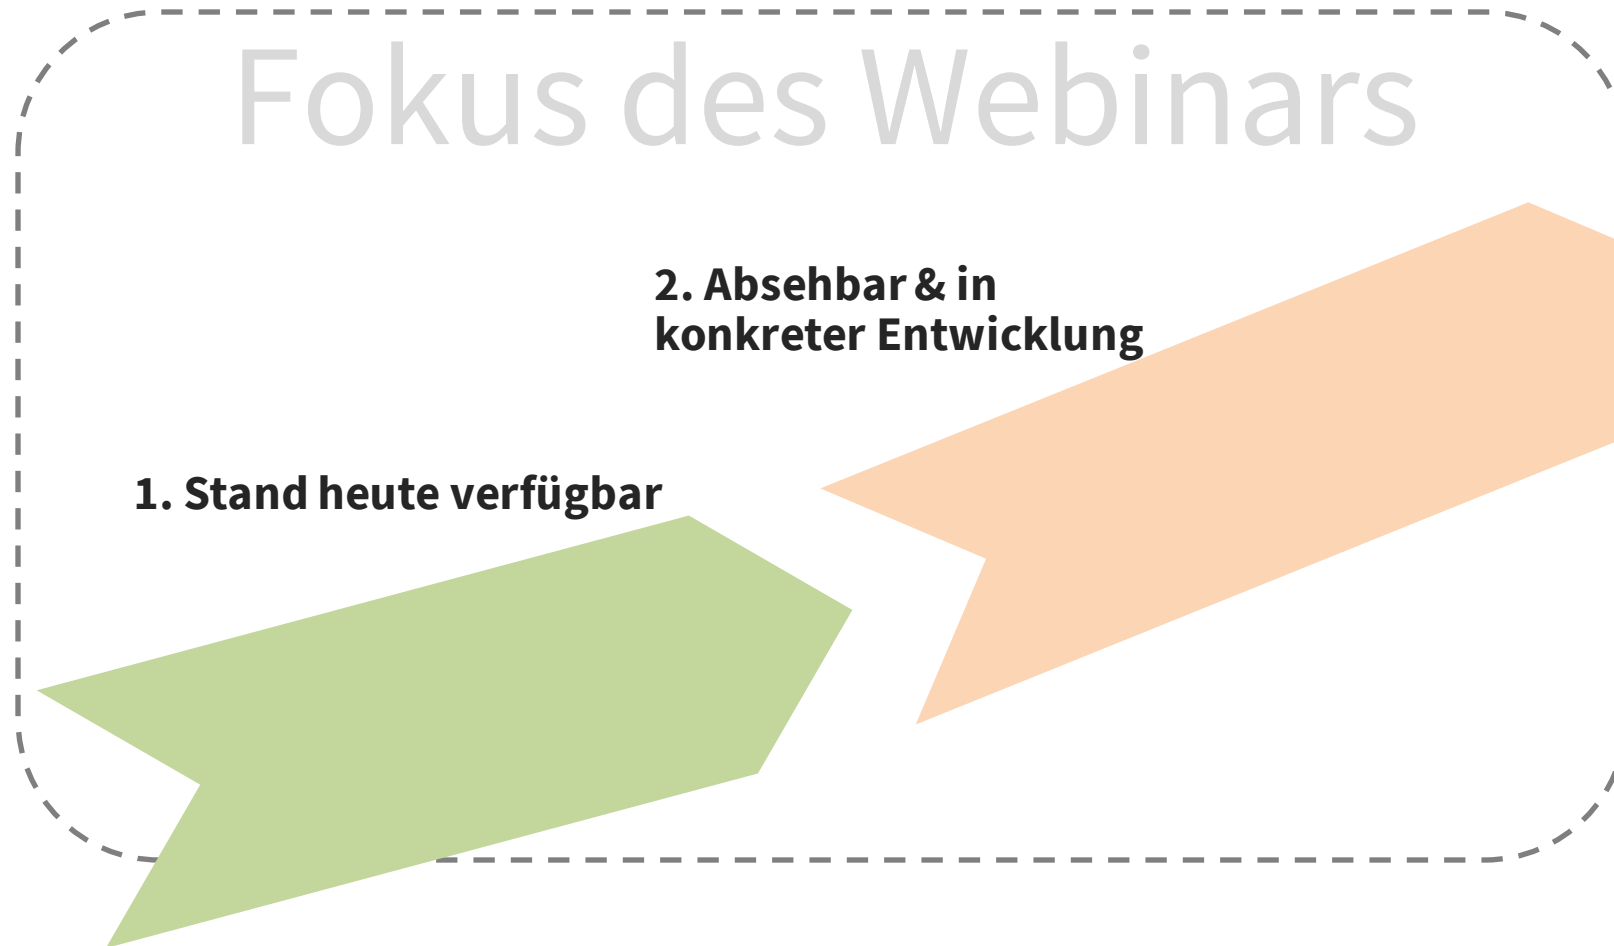 Fokus des Webinars
2. Absehbar & in
konkreter Entwicklung
1. Stand heute verfügbar